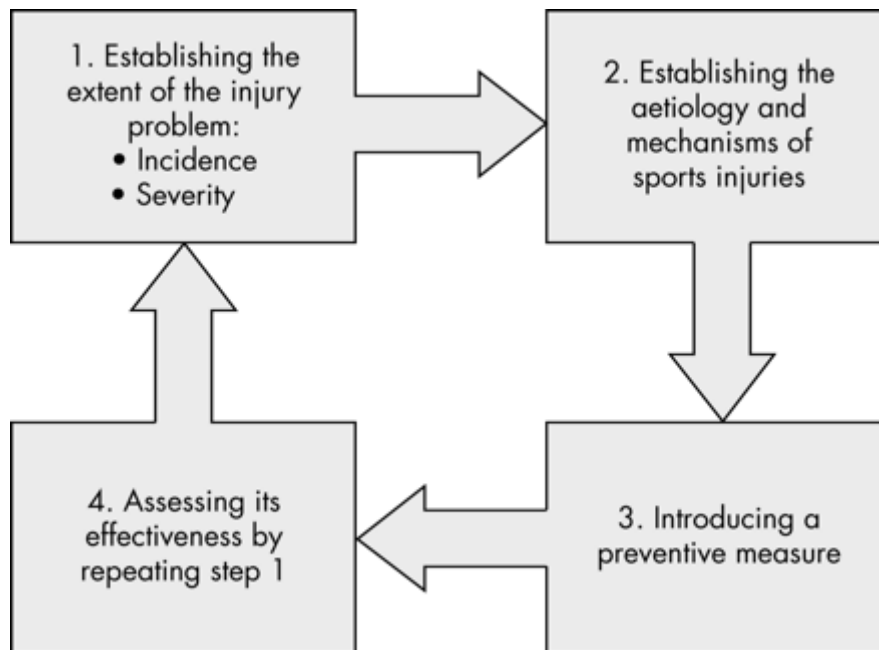 1. Establishing the
extent of the injury
problem:
• Incidence
• Severity
2. Establishing the
aetiology and
mechanisms of
sports injuries
3. Introducing a
preventive measure
4. Assessing its
effectiveness by
repeating step 1